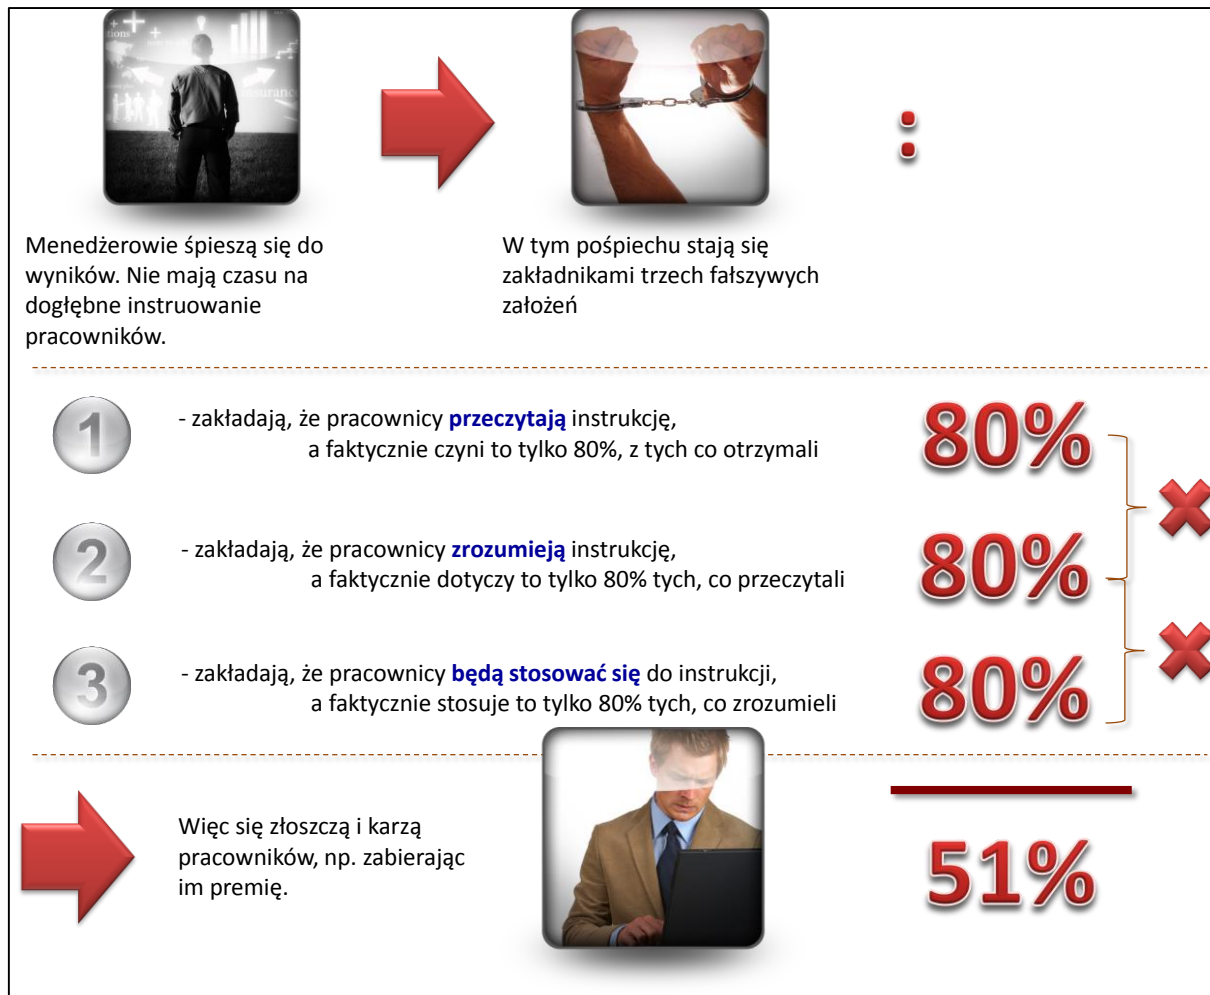 Menedżerowie śpieszą się do
wyników. Nie mają czasu na
dogłębne instruowanie
pracowników.
W tym pośpiechu stają się
zakładnikami trzech fałszywych
założeń
:
1
- zakładają, że pracownicy przeczytają instrukcję,
a faktycznie czyni to tylko 80%, z tych co otrzymali
80%
2
- zakładają, że pracownicy zrozumieją instrukcję,
a faktycznie dotyczy to tylko 80% tych, co przeczytali
80%
3
- zakładają, że pracownicy będą stosować się do instrukcji,
a faktycznie stosuje to tylko 80% tych, co zrozumieli
80%
Więc się złoszczą i karzą
pracowników, np. zabierając
im premię.
51%